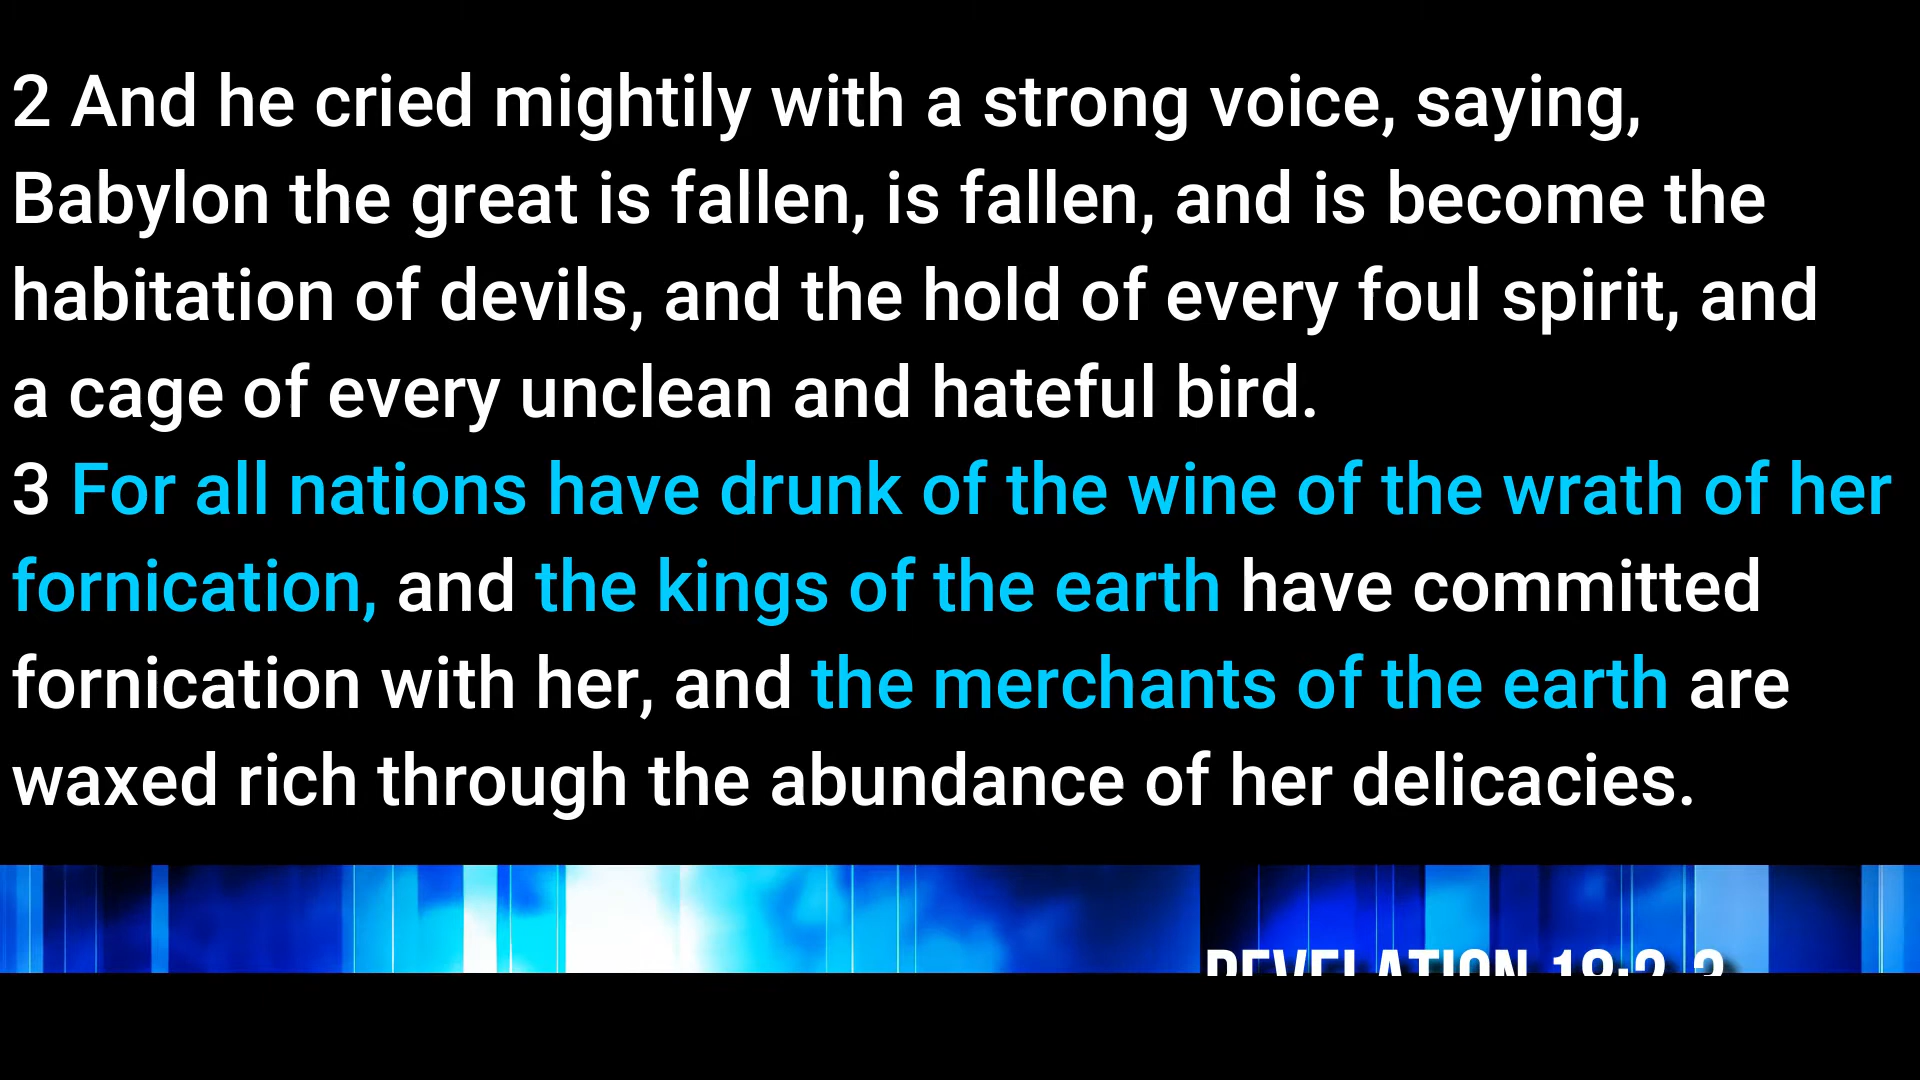 2 And he cried mightily with a strong voice, saying,
Babylon the great is fallen, is fallen, and is become the
habitation of devils, and the hold of every foul spirit, and
a cage of every unclean and hateful bird.
3 For all nations have drunk of the wine of the wrath of her
fornication, and the kings of the earth have committed
fornication with her, and the merchants of the earth are
waxed rich through the abundance of her delicacies.
REVELATION 18:2-3